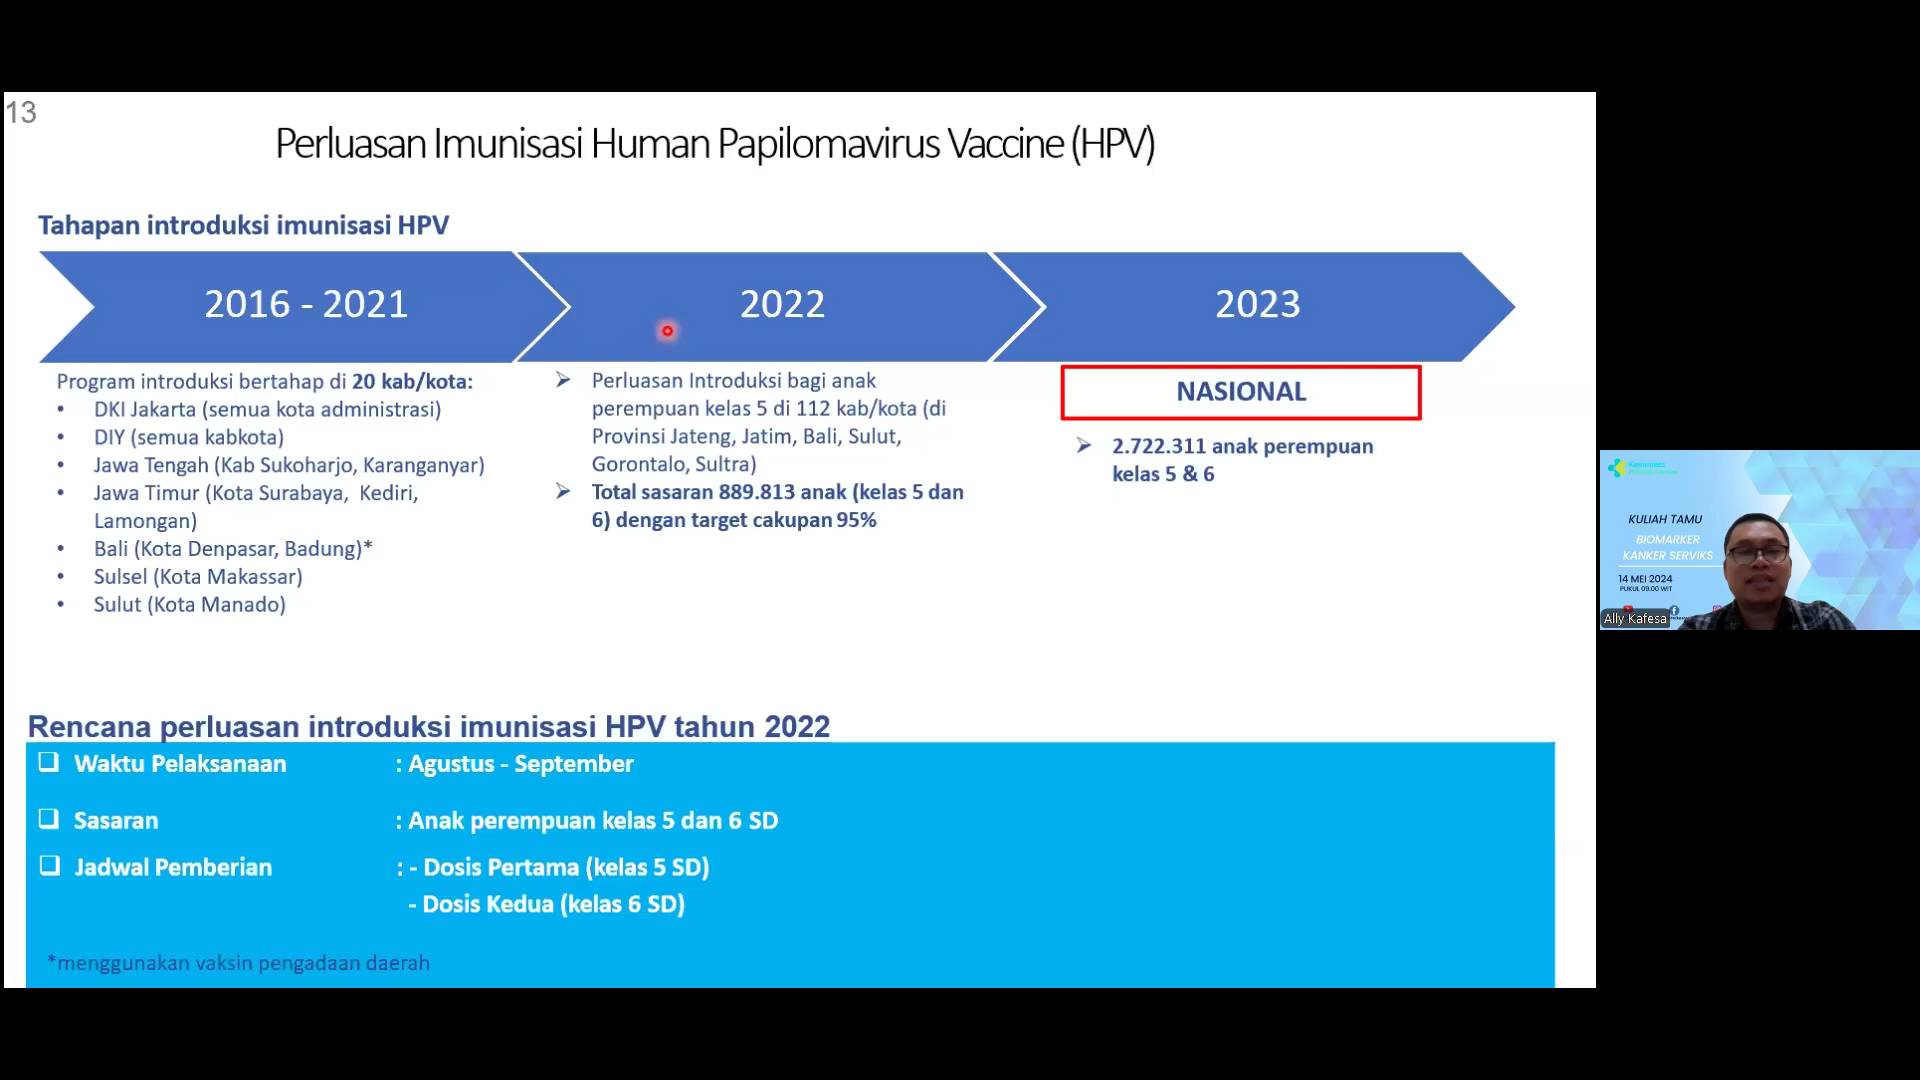 13
Perluasan Imunisasi Human Papilomavirus Vaccine (HPV)
Tahapan introduksi imunisasi HPV
2016 - 2021
2022
2023
Program introduksi bertahap di 20 kab/kota:
• DKI Jakarta (semua kota administrasi)
• DIY (semua kabkota)
• Jawa Tengah (Kab Sukoharjo, Karanganyar)
• Jawa Timur (Kota Surabaya, Kediri,
Lamongan)
• Bali (Kota Denpasar, Badung)*
• Sulsel (Kota Makassar)
• Sulut (Kota Manado)
➢ Perluasan Introduksi bagi anak
perempuan kelas 5 di 112 kab/kota (di
Provinsi Jateng, Jatim, Bali, Sulut,
Gorontalo, Sultra)
➢ Total sasaran 889.813 anak (kelas 5 dan
6) dengan target cakupan 95%
NASIONAL
➢ 2.722.311 anak perempuan
kelas 5 & 6
Rencana perluasan introduksi imunisasi HPV tahun 2022
❑ Waktu Pelaksanaan : Agustus - September
❑ Sasaran : Anak perempuan kelas 5 dan 6 SD
❑ Jadwal Pemberian : - Dosis Pertama (kelas 5 SD)
- Dosis Kedua (kelas 6 SD)
*menggunakan vaksin pengadaan daerah
Kemenkes
KULIAH TAMU
BIOMARKER
KANKER SERVIKS
14 MEI 2024
PUKUL 09.00 WIT
Ally Kafesa